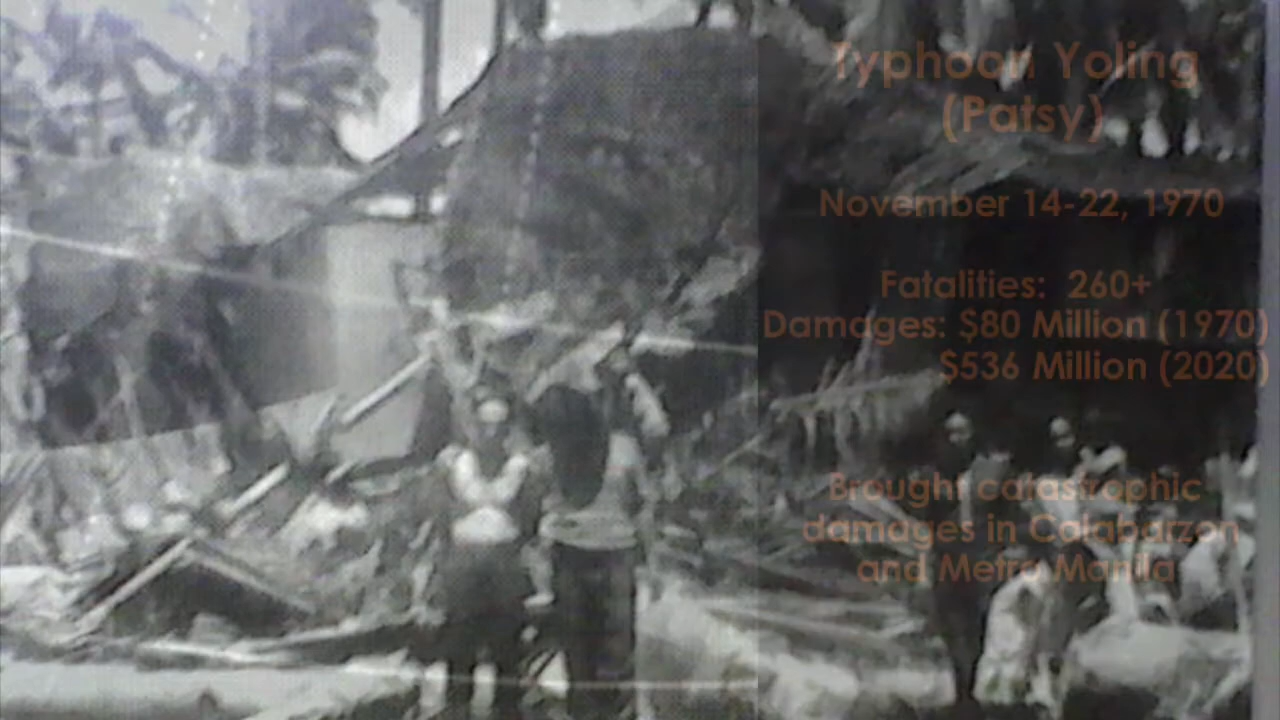 Typhoon Yoling
(Patsy)
November 14-22, 1970
Fatalities: 260+
Damages: $80 Million (1970)
$536 Million (2020)
Brought catastrophic
damages in Calabarzon
and Metro Manila